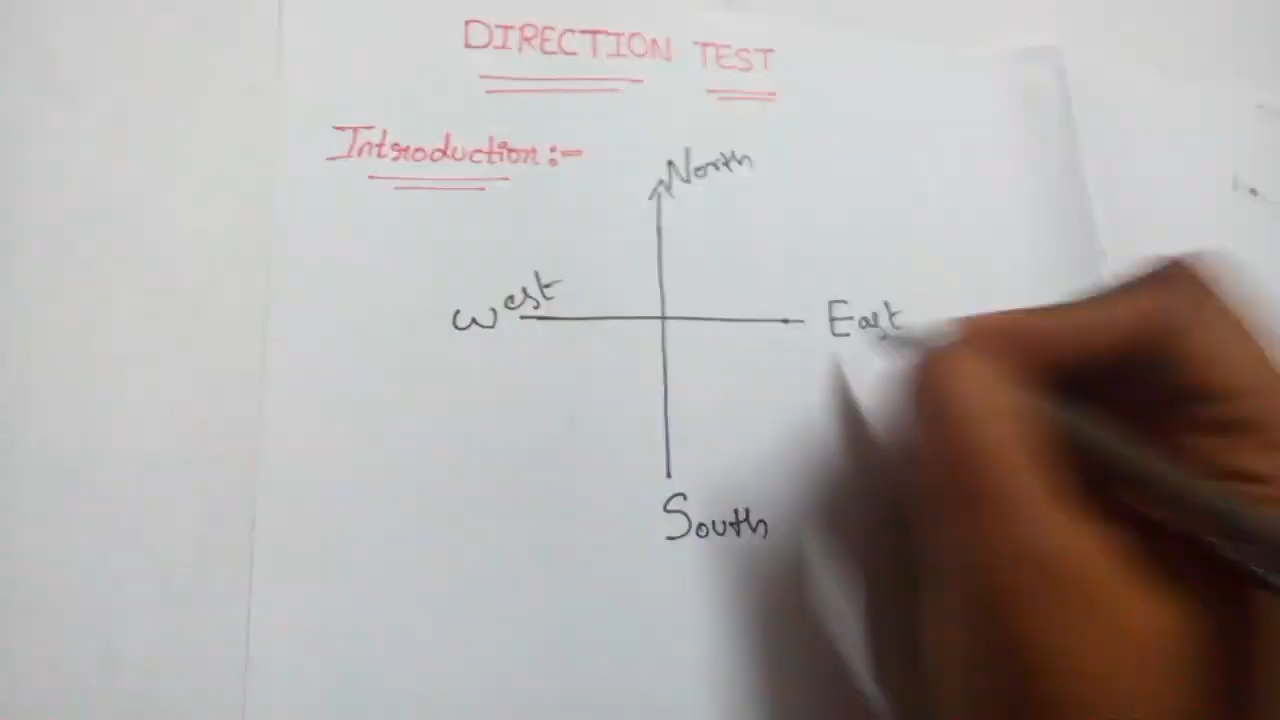 DIRECTION TEST
Introduction:-
North
West
East
South